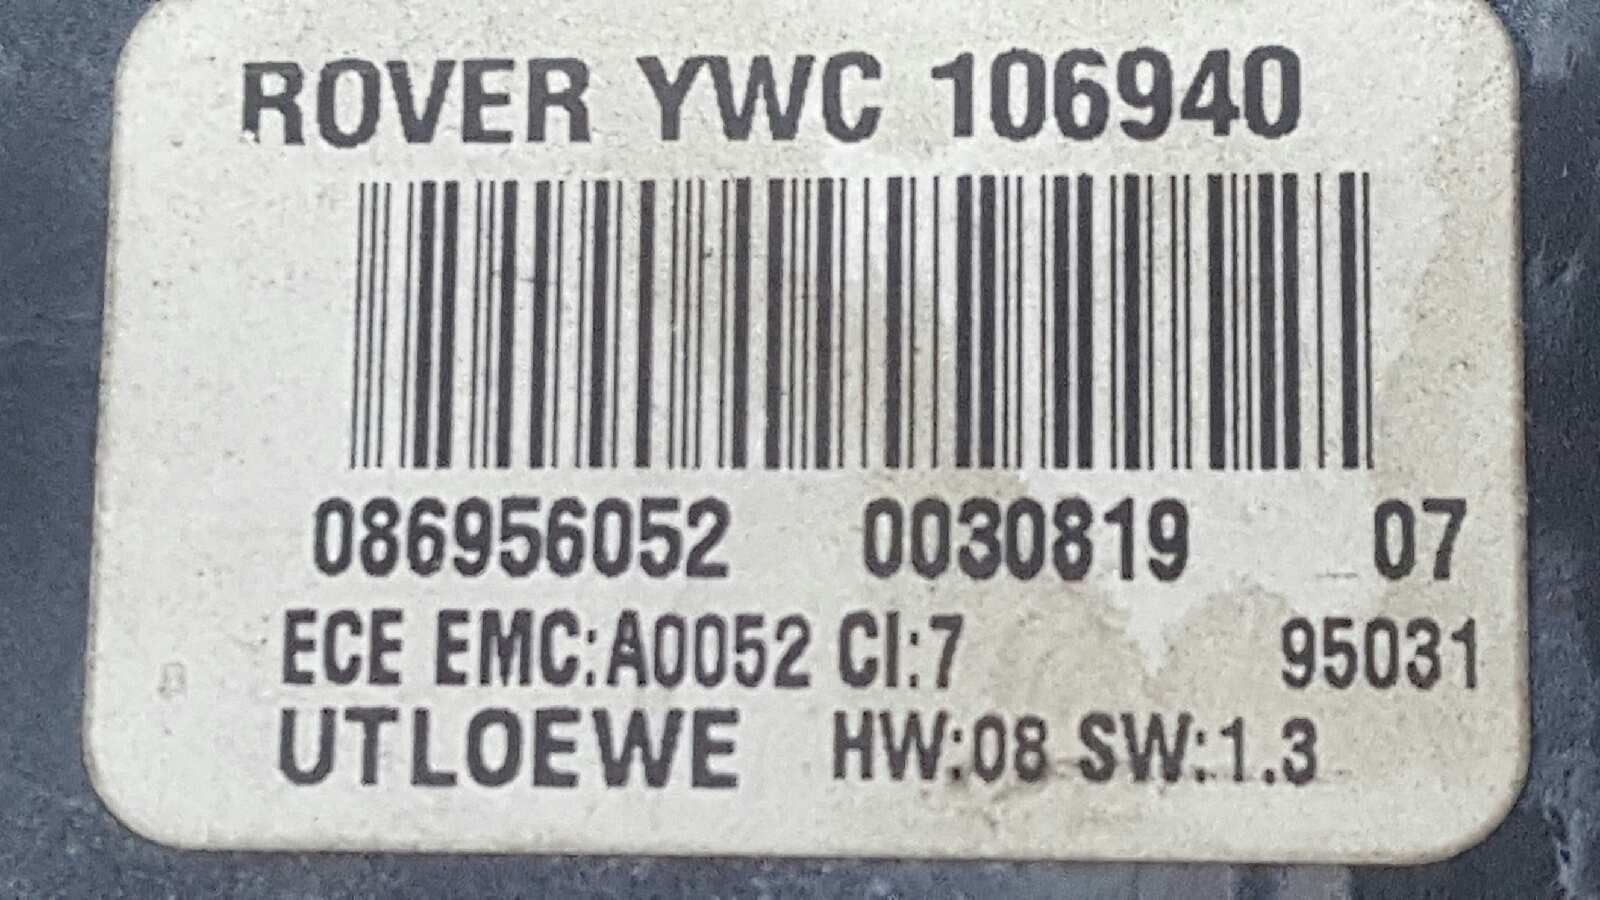 ROVER YWC 106940
086956052 0030819 07
ECE EMC:A0052 CI:7 95031
UTLOEWE HW:08 SW:1.3